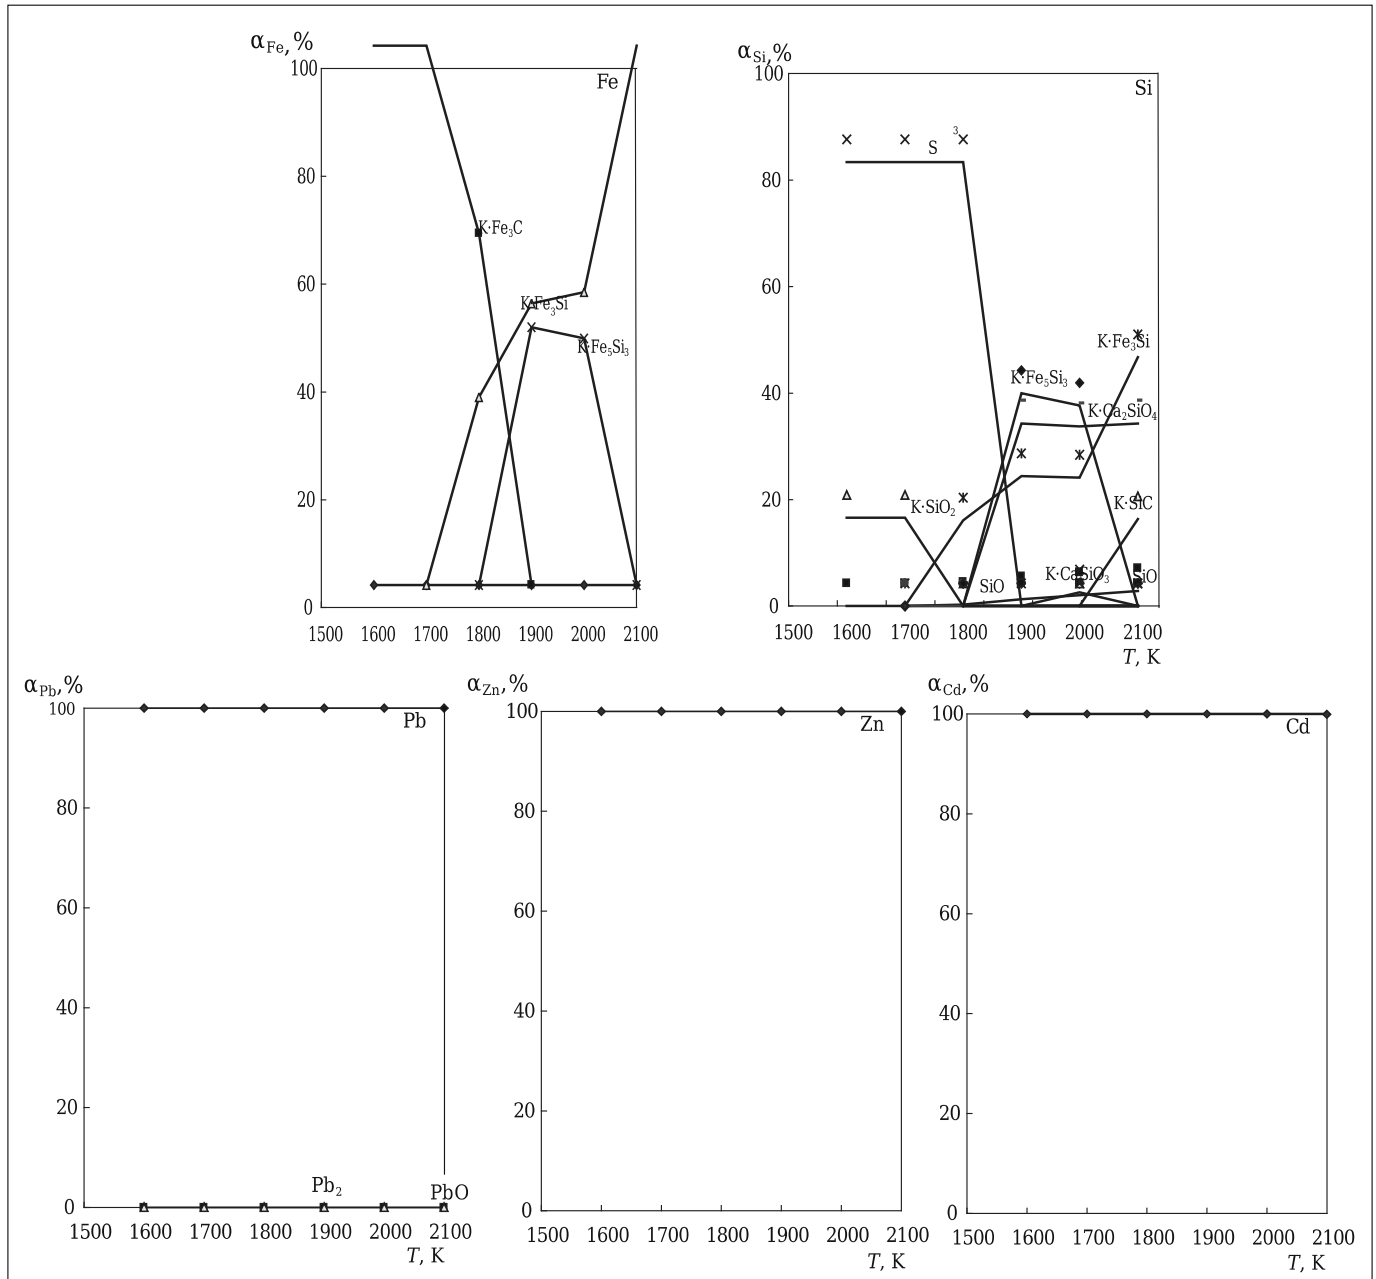 αFe,%
100
Fe
80
K·Fe₃C
60
K·Fe₃Si
K·Fe₅Si₃
40
20
0
1500 1600 1700 1800 1900 2000 2100
αSi,%
100
Si
S 3
80
60
K·Fe₃Si
K·Fe₅Si₃
40
K·Ca₂SiO₄
20
K·SiO₂
K·SiC
SiO
K·CaSiO₃
SiO
0
1500 1600 1700 1800 1900 2000 2100
T, K
αPb,%
100
Pb
80
60
40
20
Pb₂
PbO
0
1500 1600 1700 1800 1900 2000 2100
T, K
αZn,%
100
Zn
80
60
40
20
0
1500 1600 1700 1800 1900 2000 2100
T, K
αCd,%
100
Cd
80
60
40
20
0
1500 1600 1700 1800 1900 2000 2100
T, K